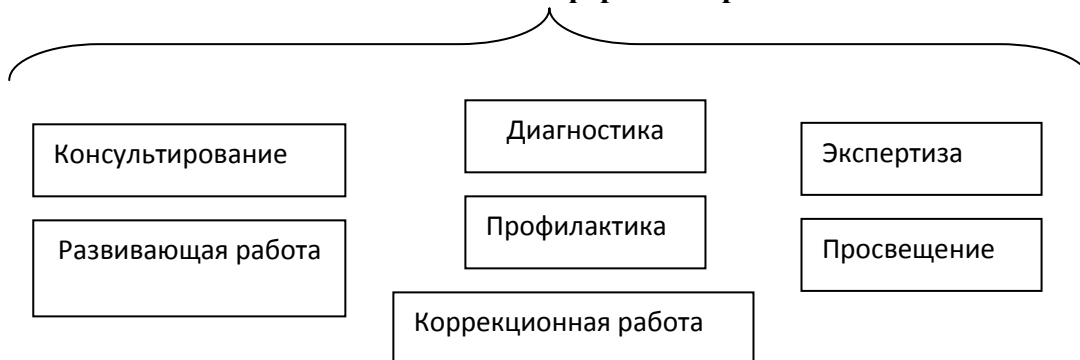 Диагностика
Консультирование
Экспертиза
Профилактика
Развивающая работа
Просвещение
Коррекционная работа